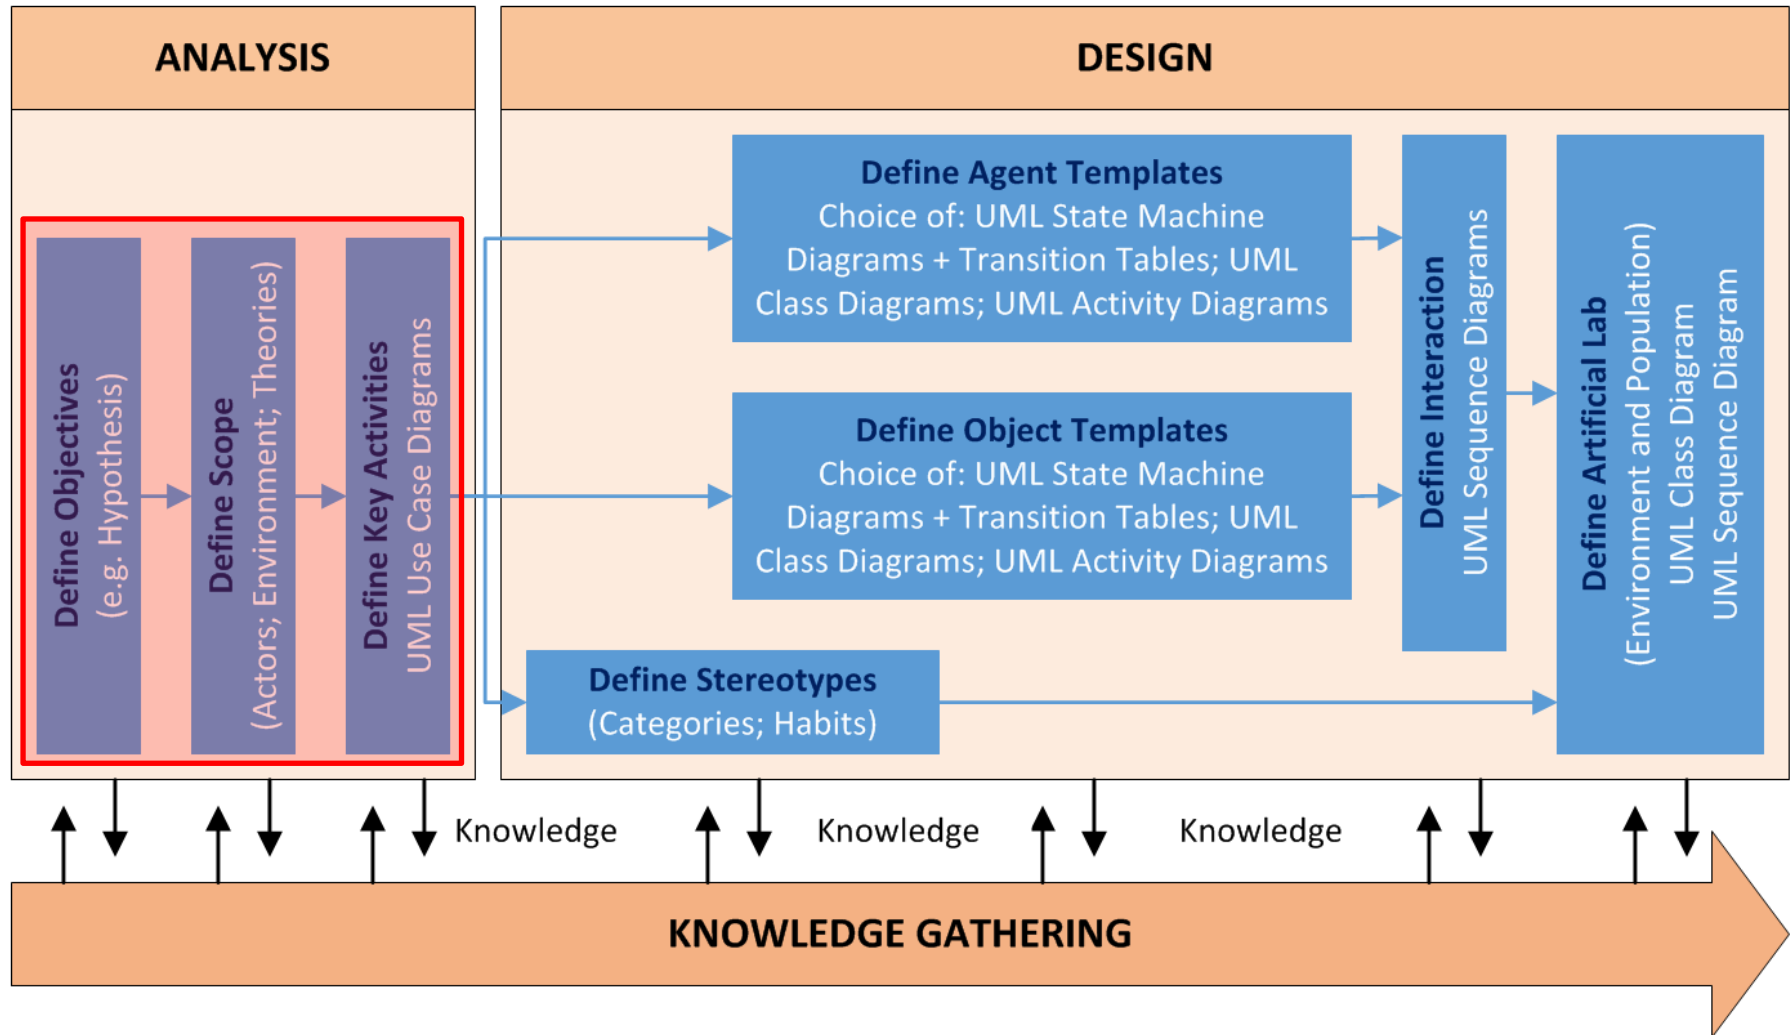 ANALYSIS
Define Objectives
(e.g. Hypothesis)
Define Scope
(Actors; Environment; Theories)
Define Key Activities
UML Use Case Diagrams
DESIGN
Define Agent Templates
Choice of: UML State Machine
Diagrams + Transition Tables; UML
Class Diagrams; UML Activity Diagrams
Define Object Templates
Choice of: UML State Machine
Diagrams + Transition Tables; UML
Class Diagrams; UML Activity Diagrams
Define Stereotypes
(Categories; Habits)
Define Interaction
UML Sequence Diagrams
Define Artificial Lab
(Environment and Population)
UML Class Diagram
UML Sequence Diagram
Knowledge
Knowledge
Knowledge
KNOWLEDGE GATHERING